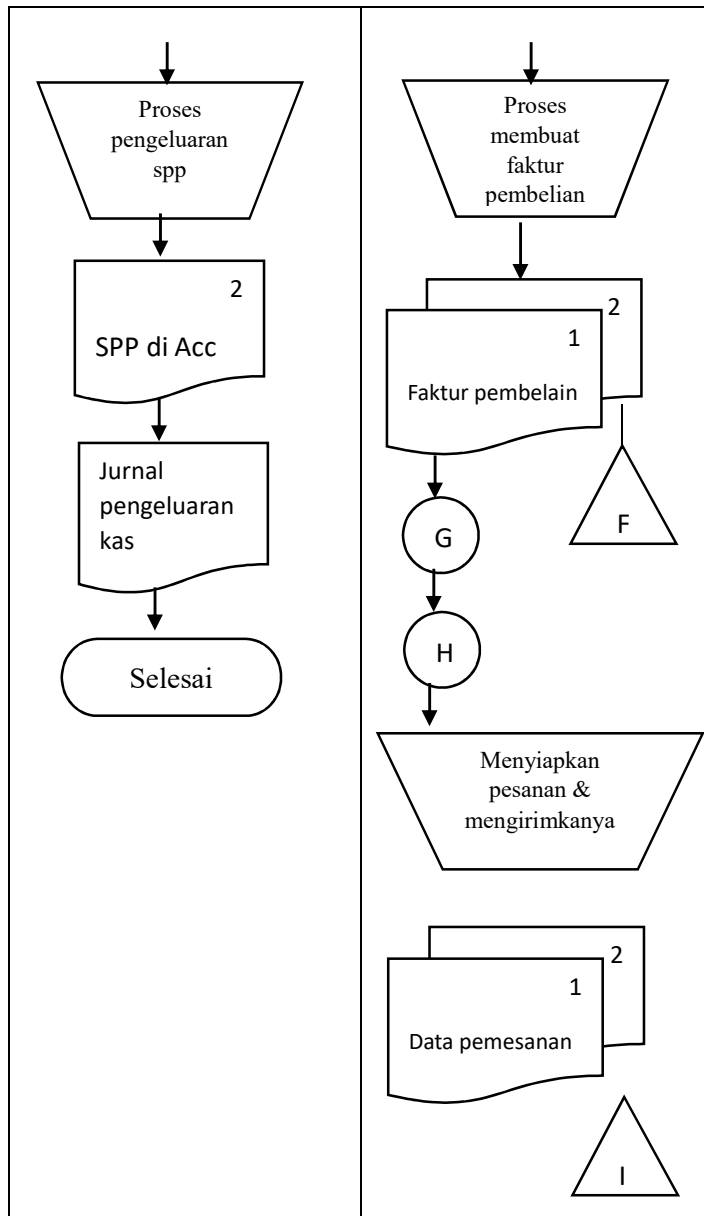 Proses
pengeluaran
spp
2
SPP di Acc
Jurnal
pengeluaran
kas
Selesai
Proses
membuat
faktur
pembelian
2
1
Faktur pembelain
F
G
H
Menyiapkan
pesanan &
mengirimkanya
2
1
Data pemesanan
I